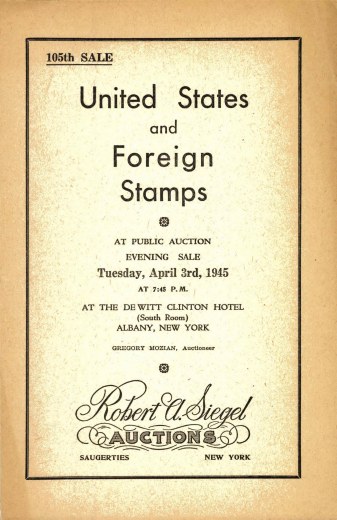 105th SALE
United States
and
Foreign
Stamps
AT PUBLIC AUCTION
EVENING SALE
Tuesday, April 3rd, 1945
AT 7:45 P.M.
AT THE DE WITT CLINTON HOTEL
(South Room)
ALBANY, NEW YORK
GREGORY MOZIAN, Auctioneer
Robert A. Siegel
AUCTIONS
SAUGERTIES NEW YORK